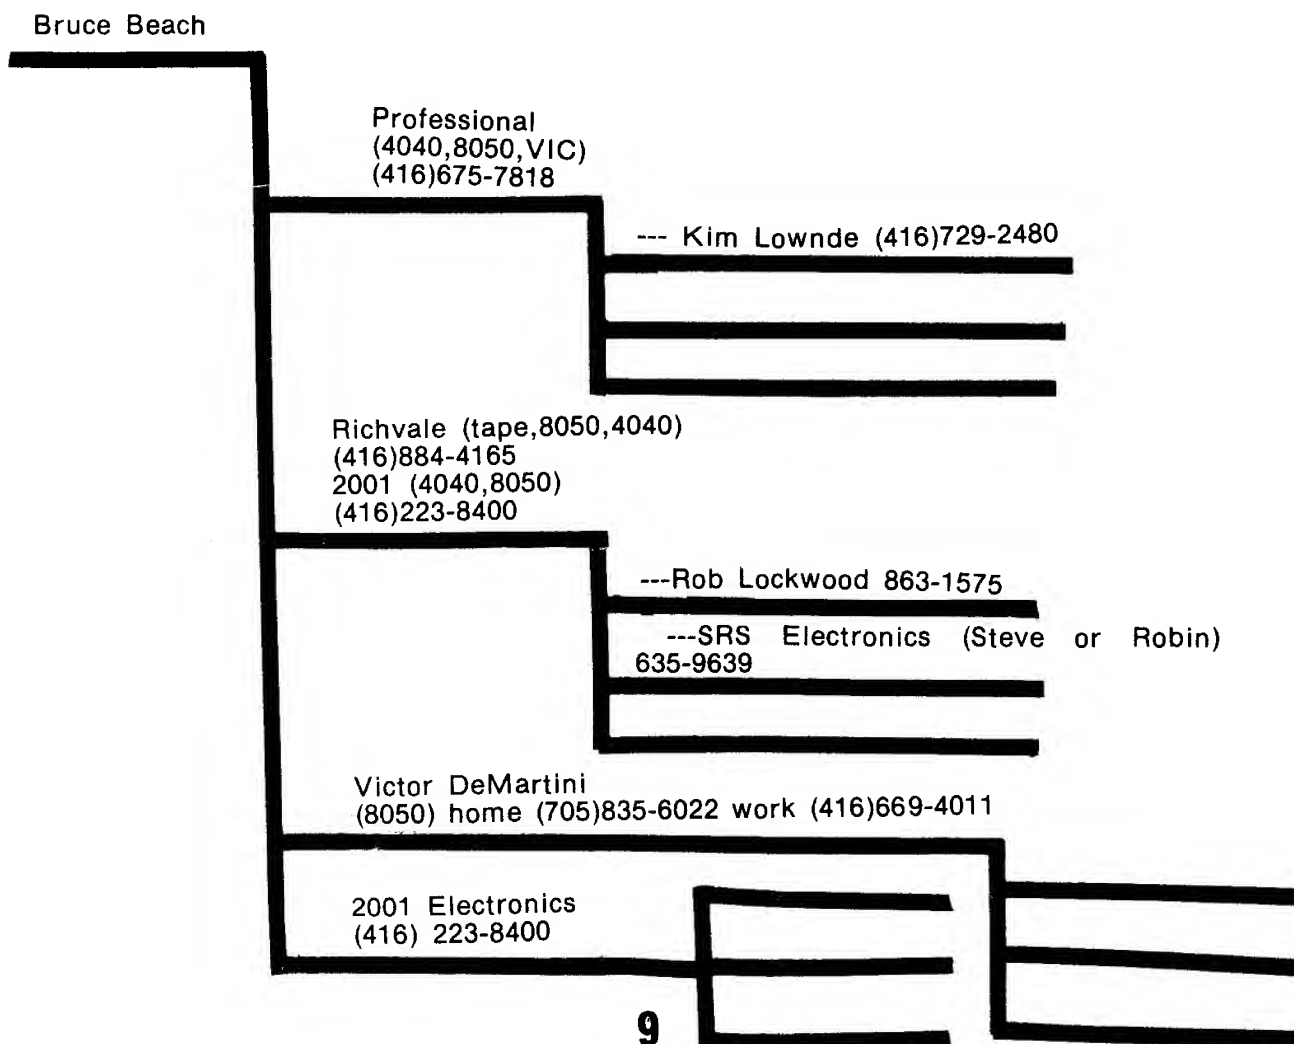 Bruce Beach
Professional
(4040,8050,VIC)
(416)675-7818
--- Kim Lownde (416)729-2480
Richvale (tape,8050,4040)
(416)884-4165
2001 (4040,8050)
(416)223-8400
---Rob Lockwood 863-1575
---SRS Electronics (Steve or Robin)
635-9639
Victor DeMartini
(8050) home (705)835-6022 work (416)669-4011
2001 Electronics
(416) 223-8400
9